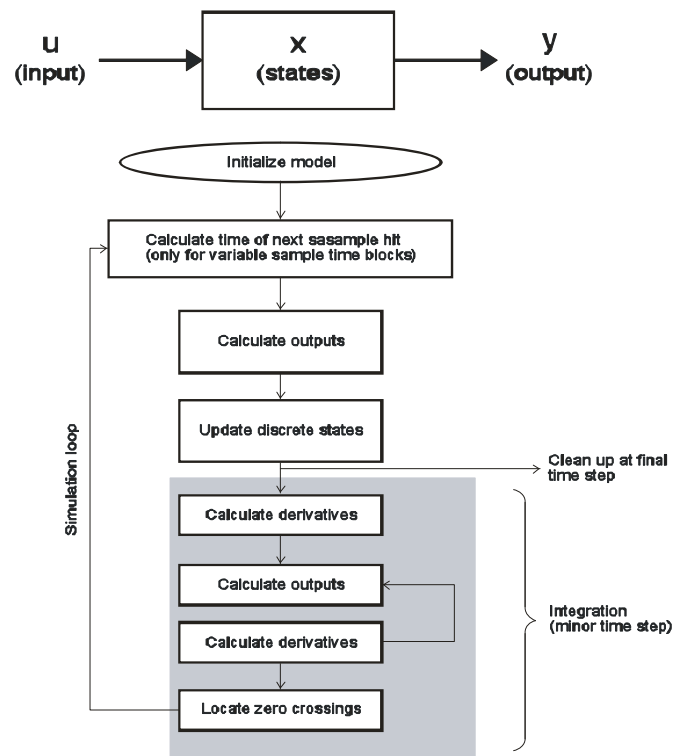 u
(input)
x
(states)
y
(output)
Initialize model
Calculate time of next sasample hit
(only for variable sample time blocks)
Calculate outputs
Update discrete states
Clean up at final
time step
Simulation loop
Calculate derivatives
Calculate outputs
Calculate derivatives
Locate zero crossings
Integration
(minor time step)